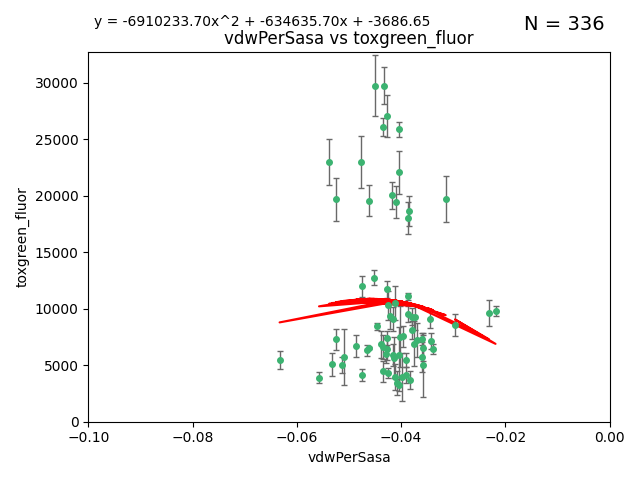 y = -6910233.70x^2 + -634635.70x + -3686.65
N = 336
vdwPerSasa vs toxgreen_fluor
30000
25000
20000
15000
10000
5000
0
toxgreen_fluor
−0.10
−0.08
−0.06
−0.04
−0.02
0.00
vdwPerSasa